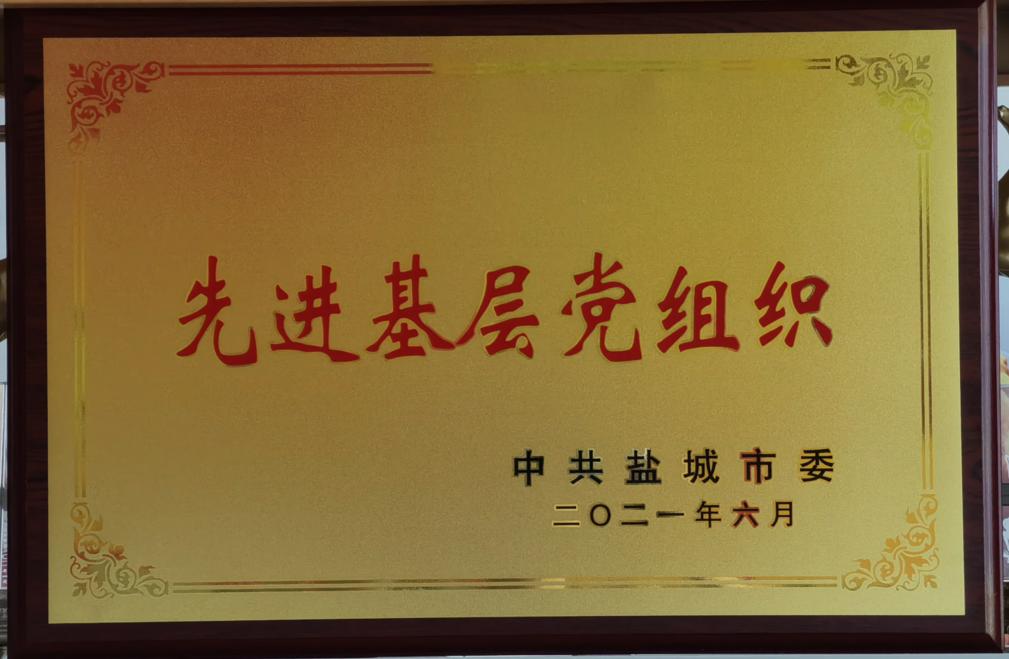 先进基层党组织
中共盐城市委
二〇二一年六月